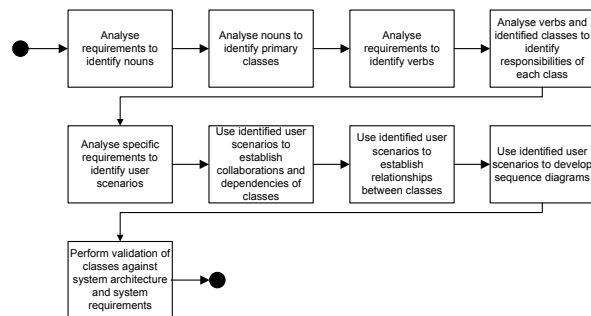 Analyse
requirements to
identify nouns
Analyse nouns to
identify primary
classes
Analyse
requirements to
identify verbs
Analyse verbs and
identified classes to
identify
responsibilities of
each class
Analyse specific
requirements to
identify user
scenarios
Use identified user
scenarios to
establish
collaborations and
dependencies of
classes
Use identified user
scenarios to
establish
relationships
between classes
Use identified user
scenarios to develop
sequence diagrams
Perform validation of
classes against
system architecture
and system
requirements